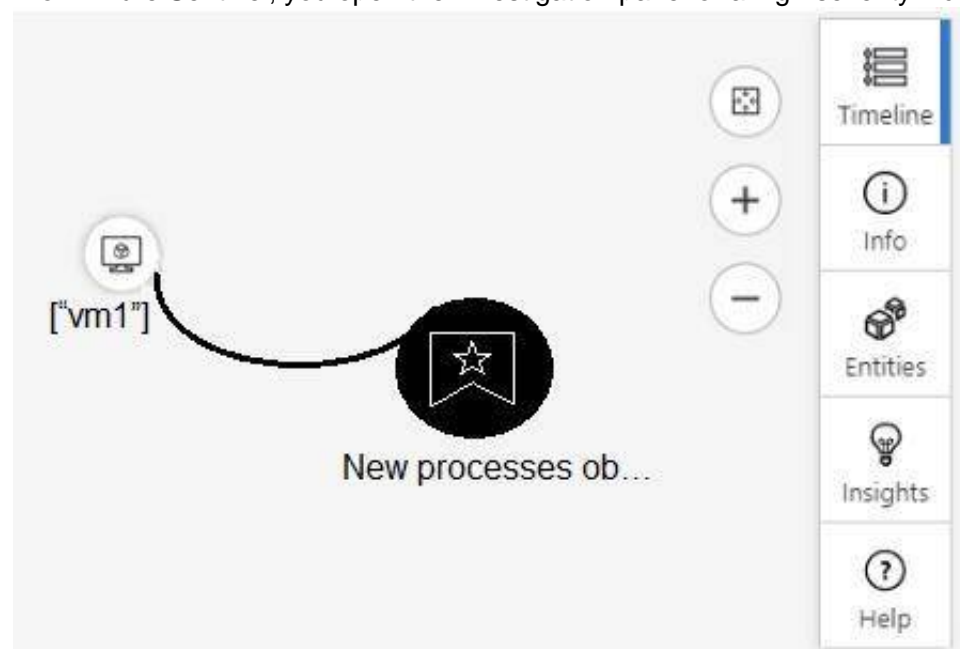 Timeline
Info
["vm1"]
Entities
New processes ob...
Insights
Help